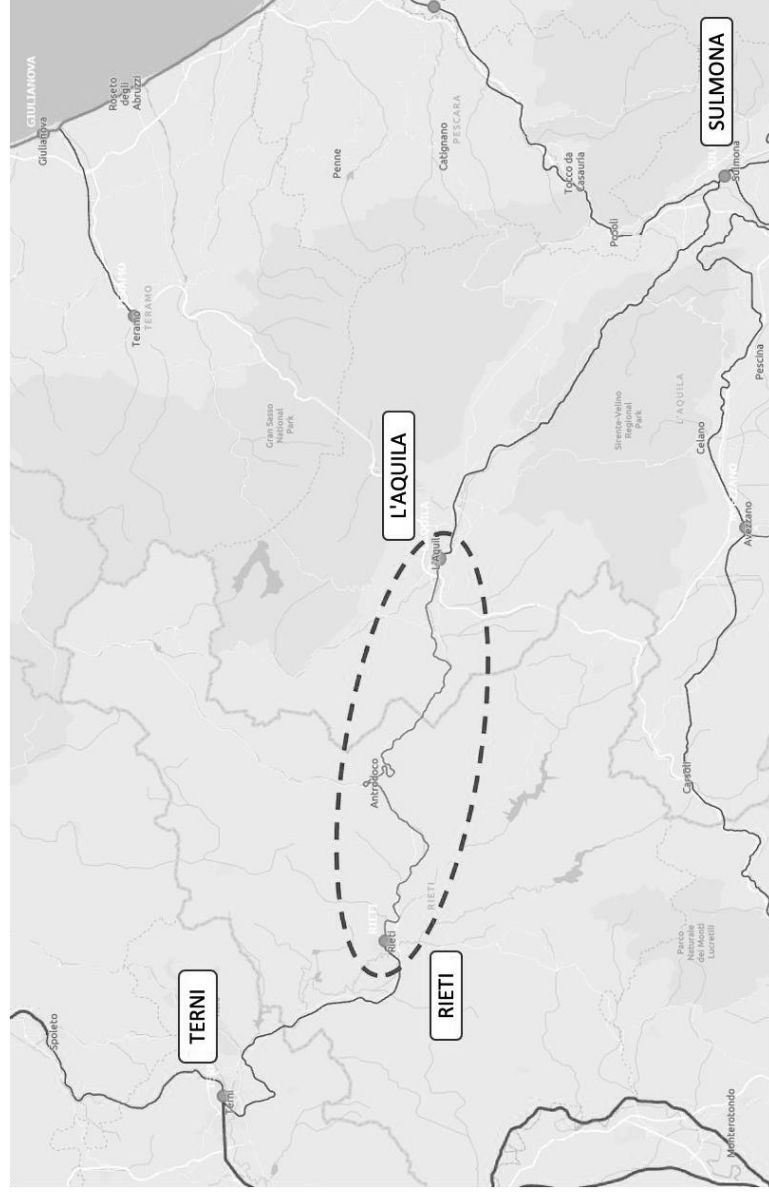 GIULIANOVA
Giulianova
Spoleto
Roseto
degli
Abruzzi
Teramo
TERAMO
TERNI
Terni
Gran Sasso
National
Park
Penne
RIETI
Antrodoco
Rieti
L'AQUILA
RIETI
RIETI
Catignano
PESCARA
Tocco da
Casauria
Popoli
Sirente-Velino
Regional
Park
L'AQUILA
Parco
Naturale
dei Monti
Lucretili
Carsoli
Celano
SULMONA
Sulmona
Monterotondo
Avezzano
Pescina